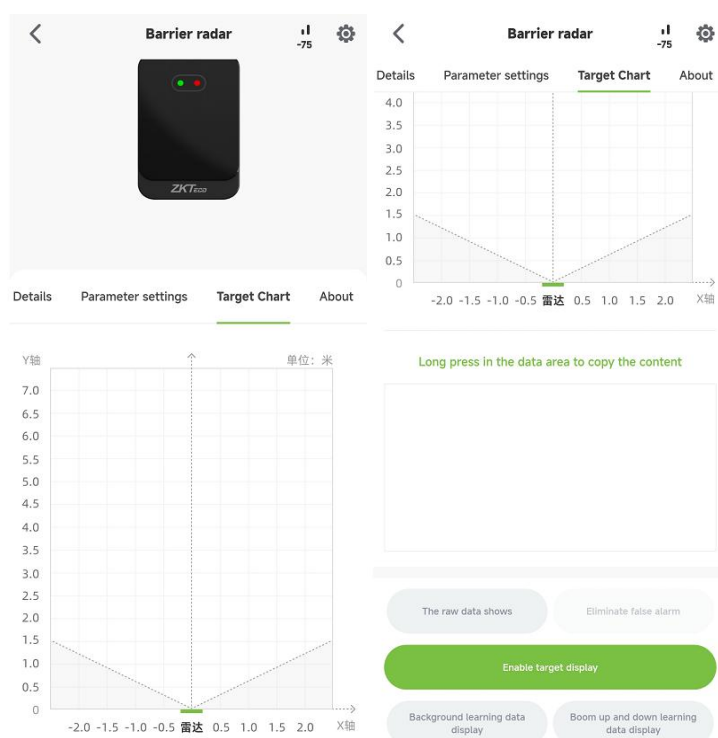 Barrier radar
-75
ZKTeco
Details Parameter settings Target Chart About
Y轴 单位: 米
7.0
6.5
6.0
5.5
5.0
4.5
4.0
3.5
3.0
2.5
2.0
1.5
1.0
0.5
0
-2.0 -1.5 -1.0 -0.5 雷达 0.5 1.0 1.5 2.0 X轴
Barrier radar
-75
Details Parameter settings Target Chart About
4.0
3.5
3.0
2.5
2.0
1.5
1.0
0.5
0
-2.0 -1.5 -1.0 -0.5 雷达 0.5 1.0 1.5 2.0 X轴
Long press in the data area to copy the content
The raw data shows
Eliminate false alarm
Enable target display
Background learning data
display
Boom up and down learning
data display